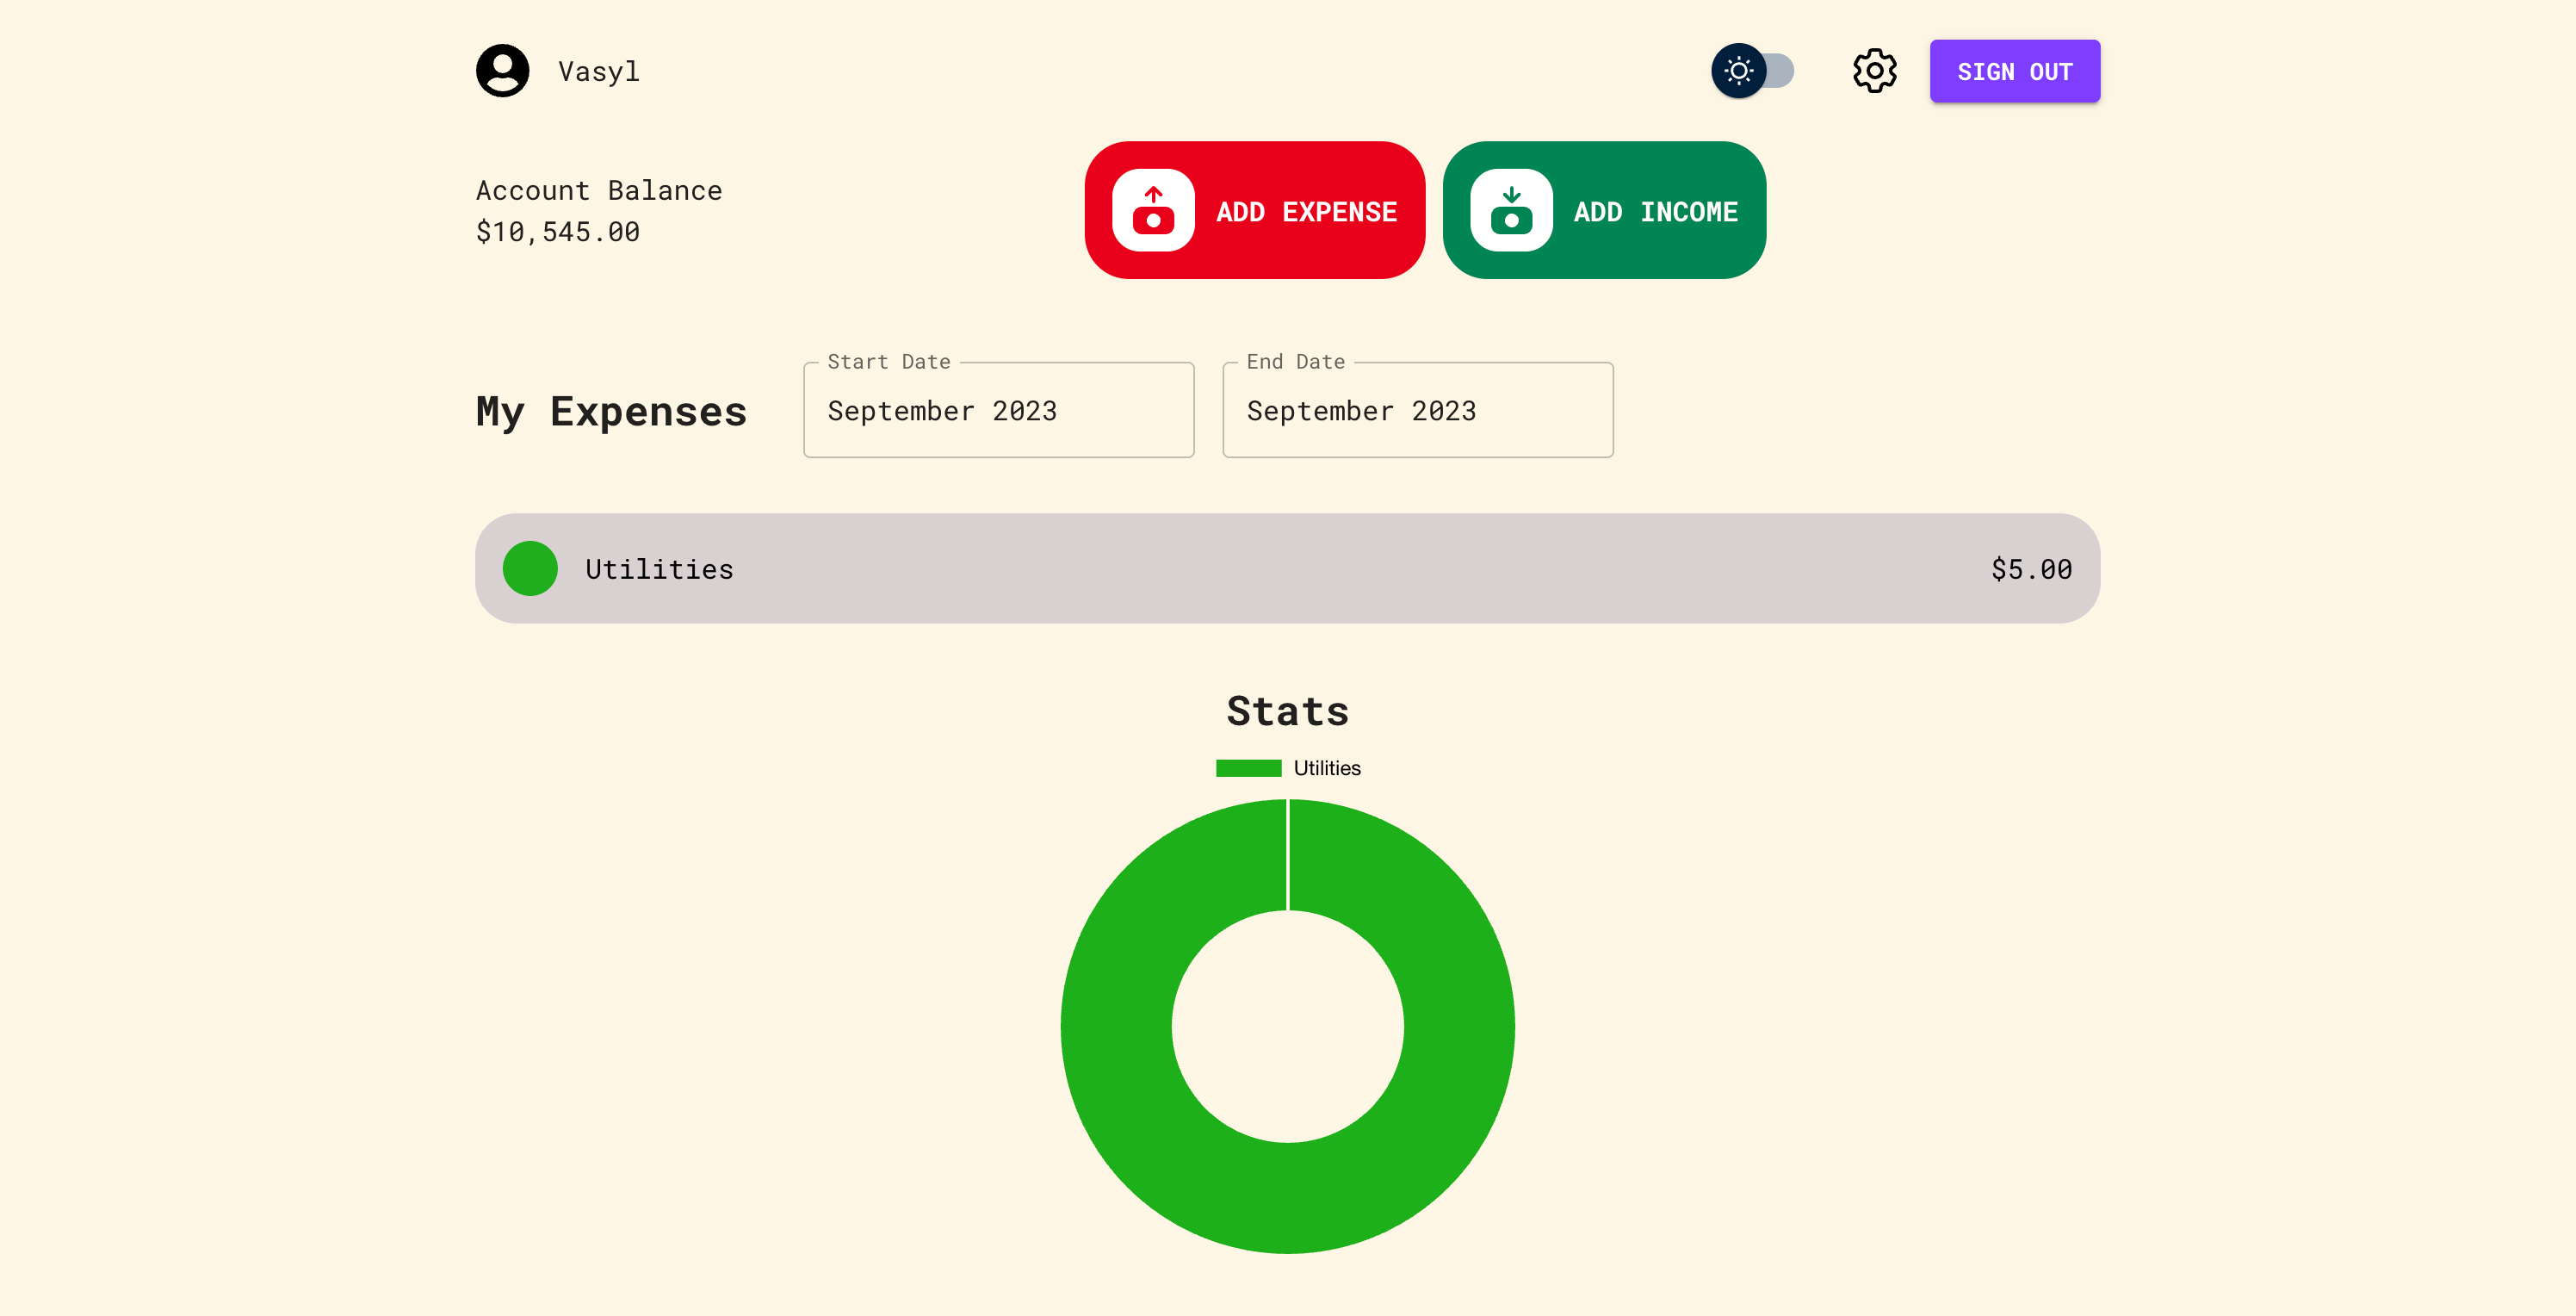 Vasyl
SIGN OUT
Account Balance
$10,545.00
ADD EXPENSE
ADD INCOME
My Expenses
Start Date
September 2023
End Date
September 2023
Utilities
$5.00
Stats
Utilities